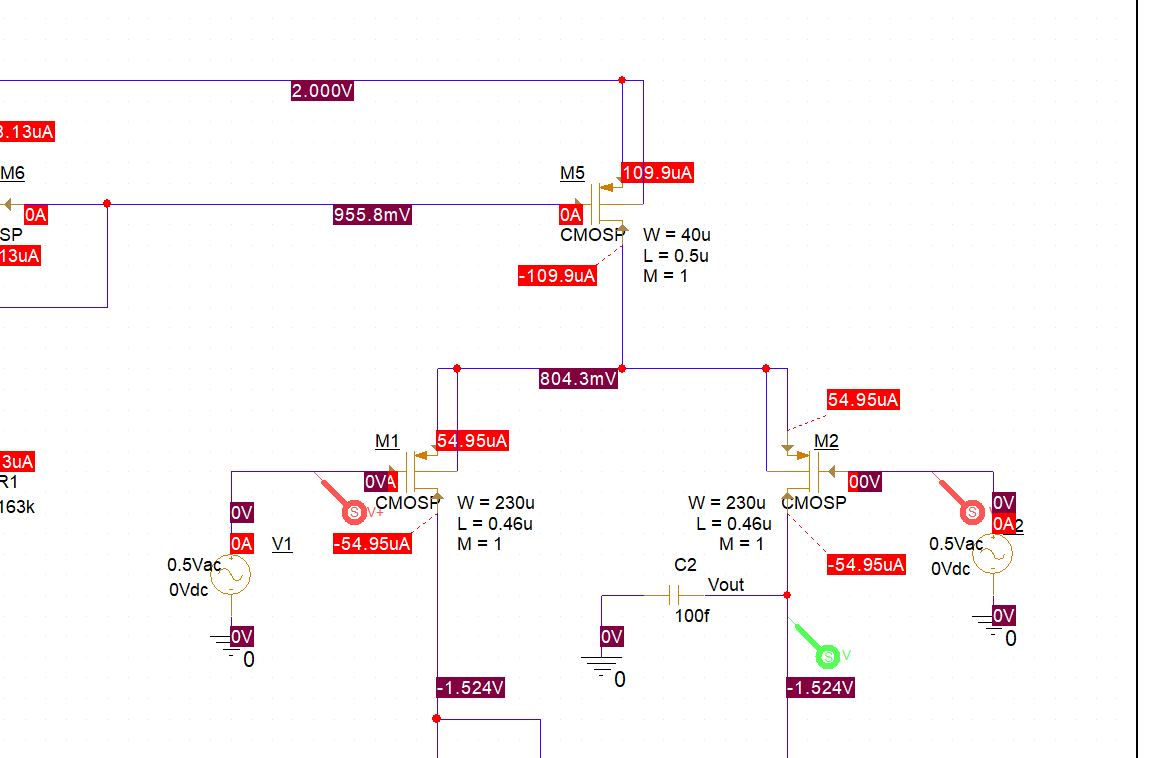 2.000V
3.13uA
M6
M5
109.9uA
0A
955.8mV
0A
SP
CMOSP
W = 40u
13uA
L = 0.5u
-109.9uA
M = 1
804.3mV
54.95uA
M1
54.95uA
M2
3uA
R1
0V
00V
163k
CMOSP
W = 230u
W = 230u
CMOSP
0V
S
V+
S
0V
L = 0.46u
L = 0.46u
0A
2
0A
V1
-54.95uA
M = 1
M = 1
0.5Vac
0.5Vac
0Vdc
C2
-54.95uA
0Vdc
Vout
100f
0V
0V
0V
0
0
S
V
0
-1.524V
-1.524V